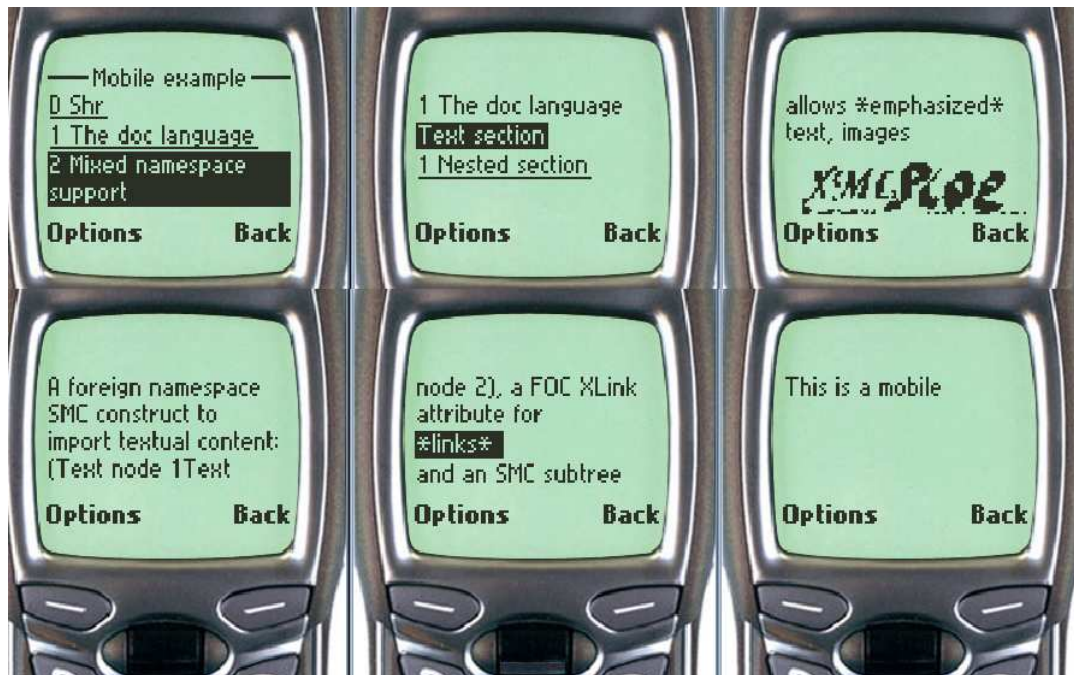 Mobile example
0 Shr
1 The doc language
2 Mixed namespace
support
Options Back
1 The doc language
Text section
1 Nested section
Options Back
allows *emphasized*
text, images
Options Back
A foreign namespace
SMC construct to
import textual content:
(Text node 1Text
Options Back
node 2), a FOC XLink
attribute for
*links*
and an SMC subtree
Options Back
This is a mobile
Options Back